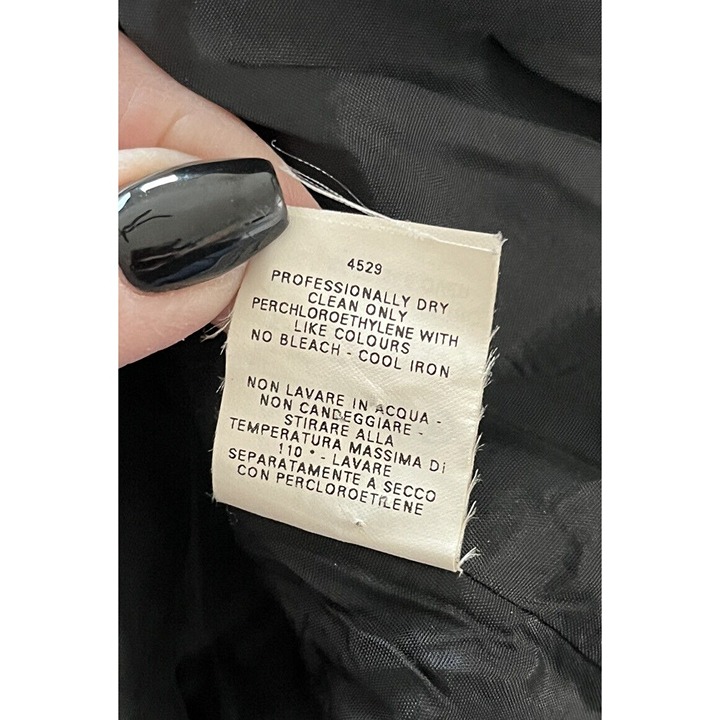 4529
PROFESSIONALLY DRY
CLEAN ONLY
PERCHLOROETHYLENE WITH
LIKE COLOURS
NO BLEACH - COOL IRON
NON LAVARE IN ACQUA -
NON CANDEGGIARE -
STIRARE ALLA
TEMPERATURA MASSIMA Di
110 ° - LAVARE
SEPARATAMENTE A SECCO
CON PERCLOROETILENE